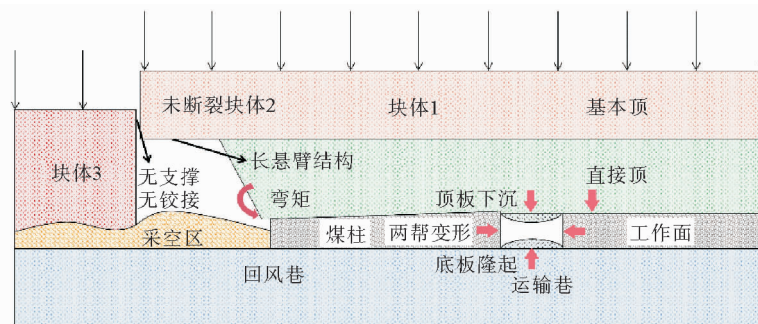 未断裂块体2
块体1
基本顶
长悬臂结构
块体3
无支撑
无铰接
弯矩
顶板下沉
直接顶
采空区
煤柱
两帮变形
工作面
底板隆起
回风巷
运输巷